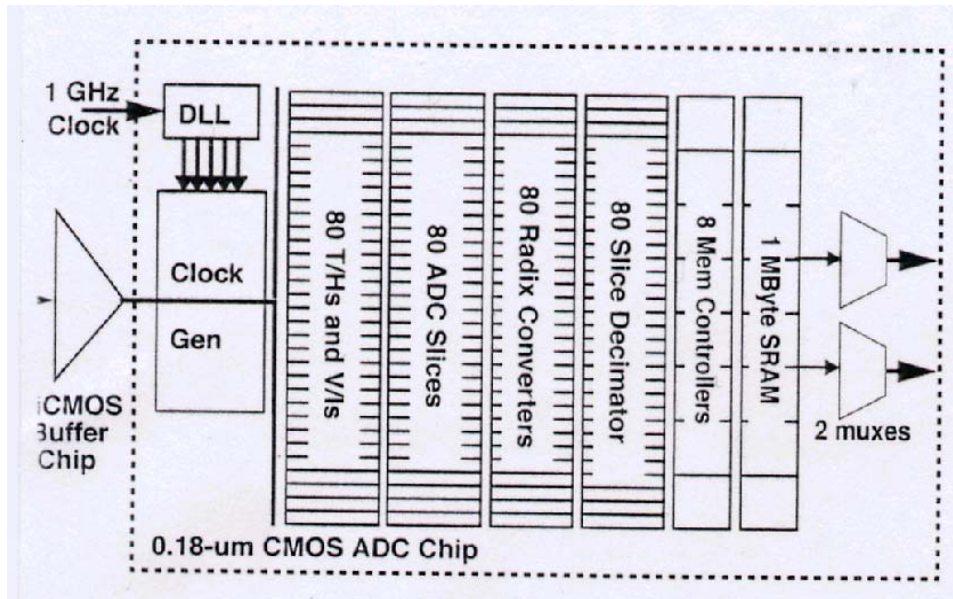 1 GHz
Clock
DLL
Clock
Gen
80 T/Hs and V/Is
80 ADC Slices
80 Radix Converters
80 Slice Decimator
8 Mem Controllers
1 MByte SRAM
2 muxes
iCMOS
Buffer
Chip
0.18-um CMOS ADC Chip